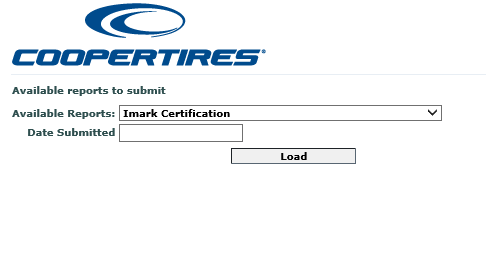 COOPERTIRES®
Available reports to submit
Available Reports: Imark Certification
Date Submitted
Load